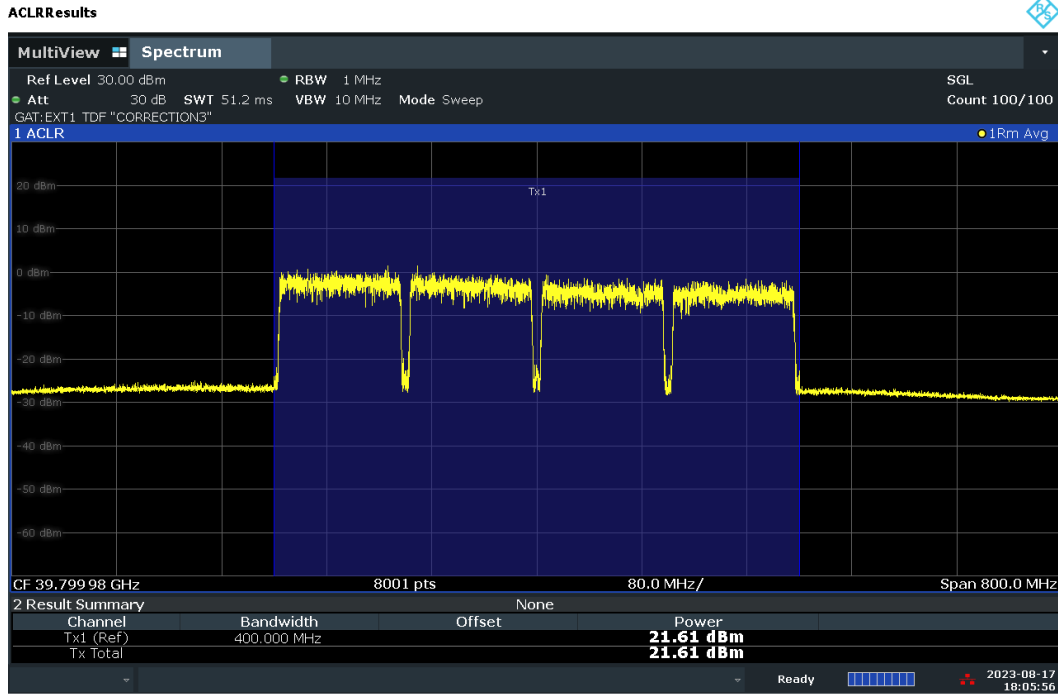 ACLRResults
R&S
MultiView Spectrum
Ref Level 30.00 dBm RBW 1 MHz SGL
Att 30 dB SWT 51.2 ms VBW 10 MHz Mode Sweep Count 100/100
GAT:EXT1 TDF "CORRECTION3"
1 ACLR 1Rm Avg
Tx1
20 dBm
10 dBm
0 dBm
-10 dBm
-20 dBm
-30 dBm
-40 dBm
-50 dBm
-60 dBm
CF 39.79998 GHz 8001 pts 80.0 MHz/ Span 800.0 MHz
2 Result Summary None
Channel Bandwidth Offset Power
Tx1 (Ref) 400.000 MHz 21.61 dBm
Tx Total 21.61 dBm
Ready 2023-08-17
18:05:56